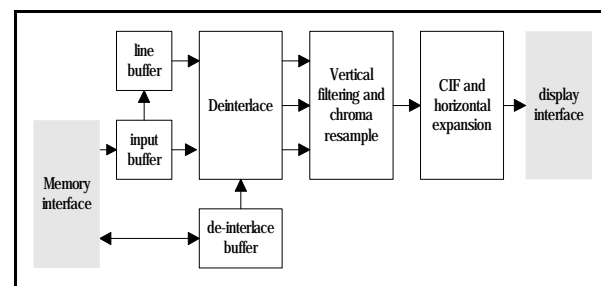 line
buffer
input
buffer
Memory
interface
Deinterlace
de-interlace
buffer
Vertical
filtering and
chroma
resample
CIF and
horizontal
expansion
display
interface